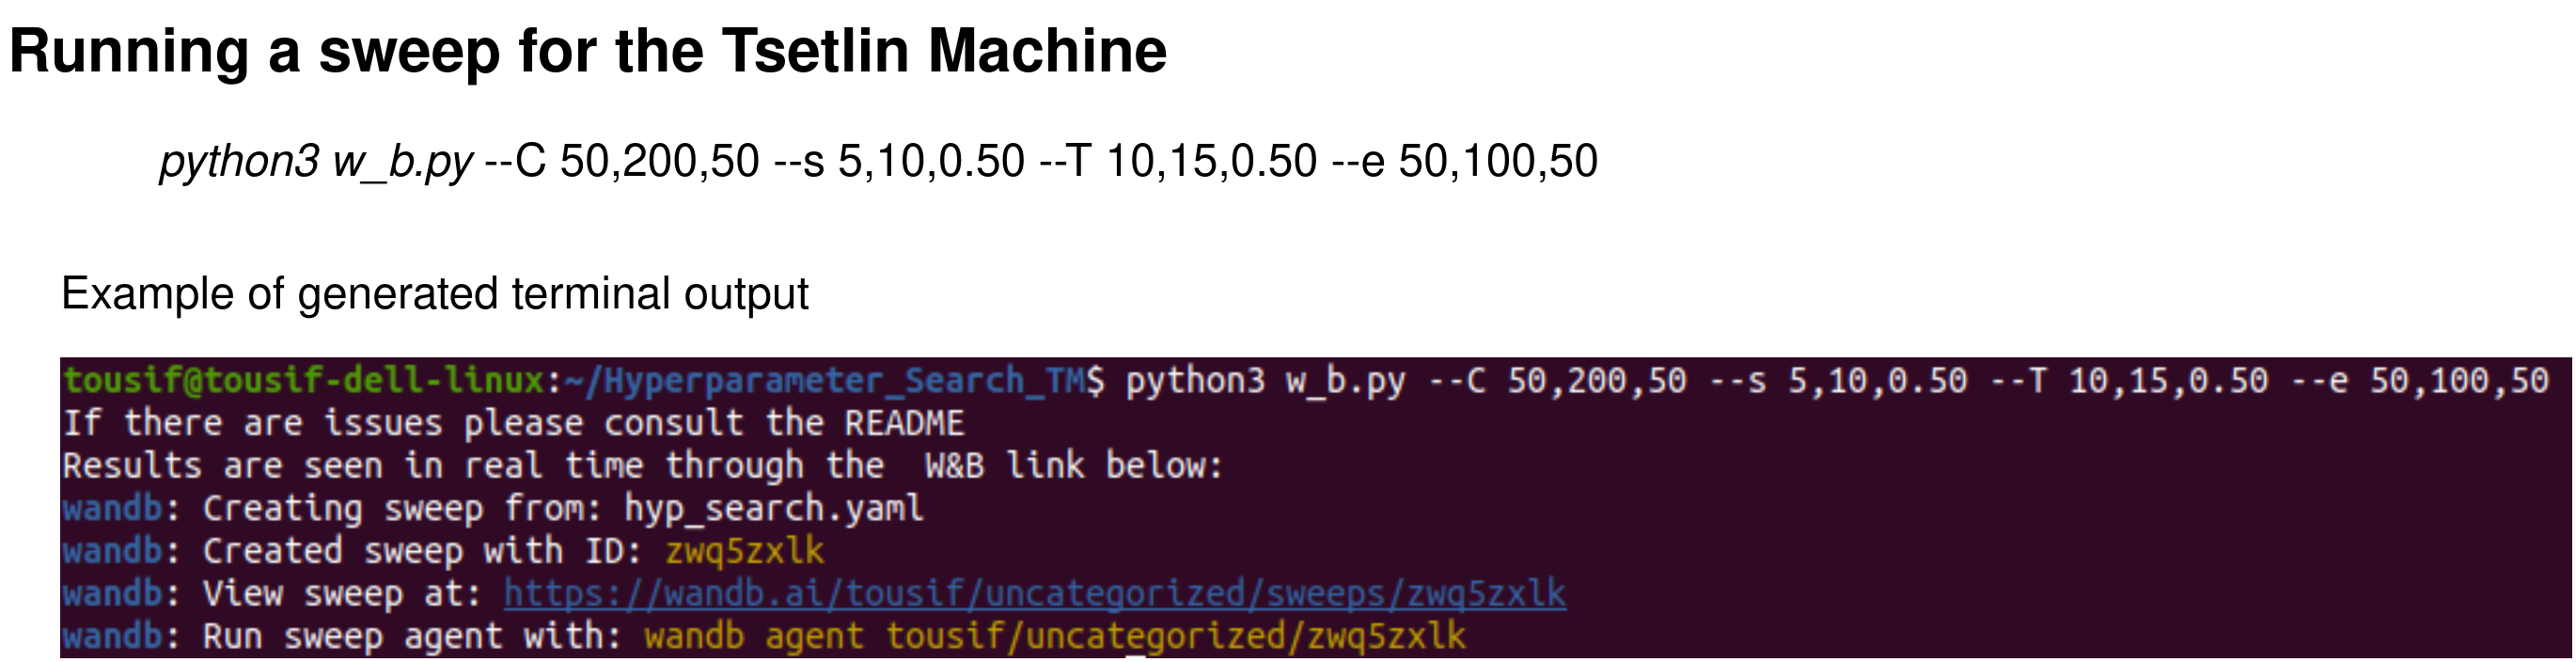 Running a sweep for the Tsetlin Machine
python3 w_b.py --C 50,200,50 --s 5,10,0.50 --T 10,15,0.50 --e 50,100,50
Example of generated terminal output
tousif@tousif-dell-linux:~/Hyperparameter_Search_TM$ python3 w_b.py --C 50,200,50 --s 5,10,0.50 --T 10,15,0.50 --e 50,100,50
If there are issues please consult the README
Results are seen in real time through the  W&B link below:
wandb: Creating sweep from: hyp_search.yaml
wandb: Created sweep with ID: zwq5zxlk
wandb: View sweep at: https://wandb.ai/tousif/uncategorized/sweeps/zwq5zxlk
wandb: Run sweep agent with: wandb agent tousif/uncategorized/zwq5zxlk